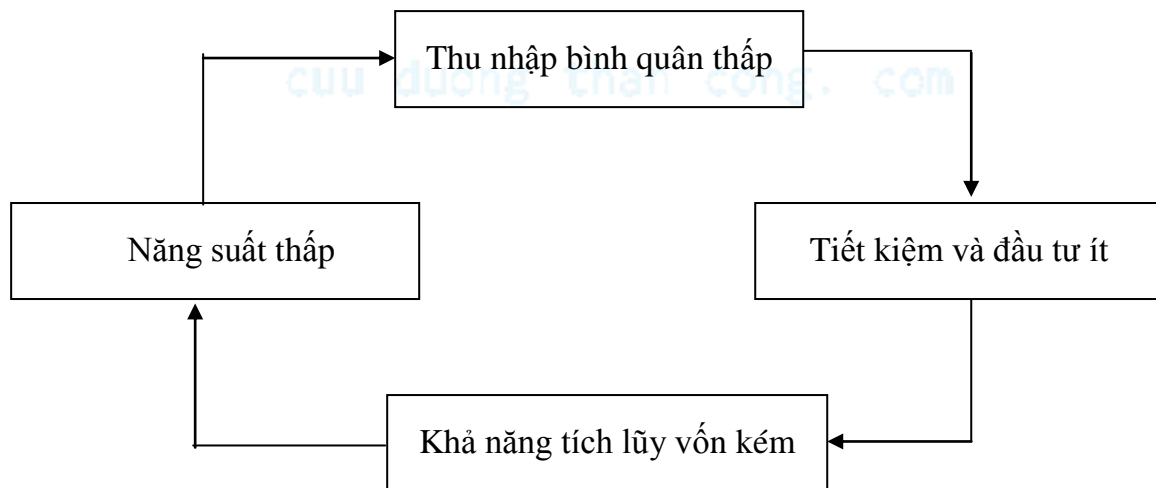 Thu nhập bình quân thấp
cuu duong than cong. com
Năng suất thấp
Tiết kiệm và đầu tư ít
Khả năng tích lũy vốn kém